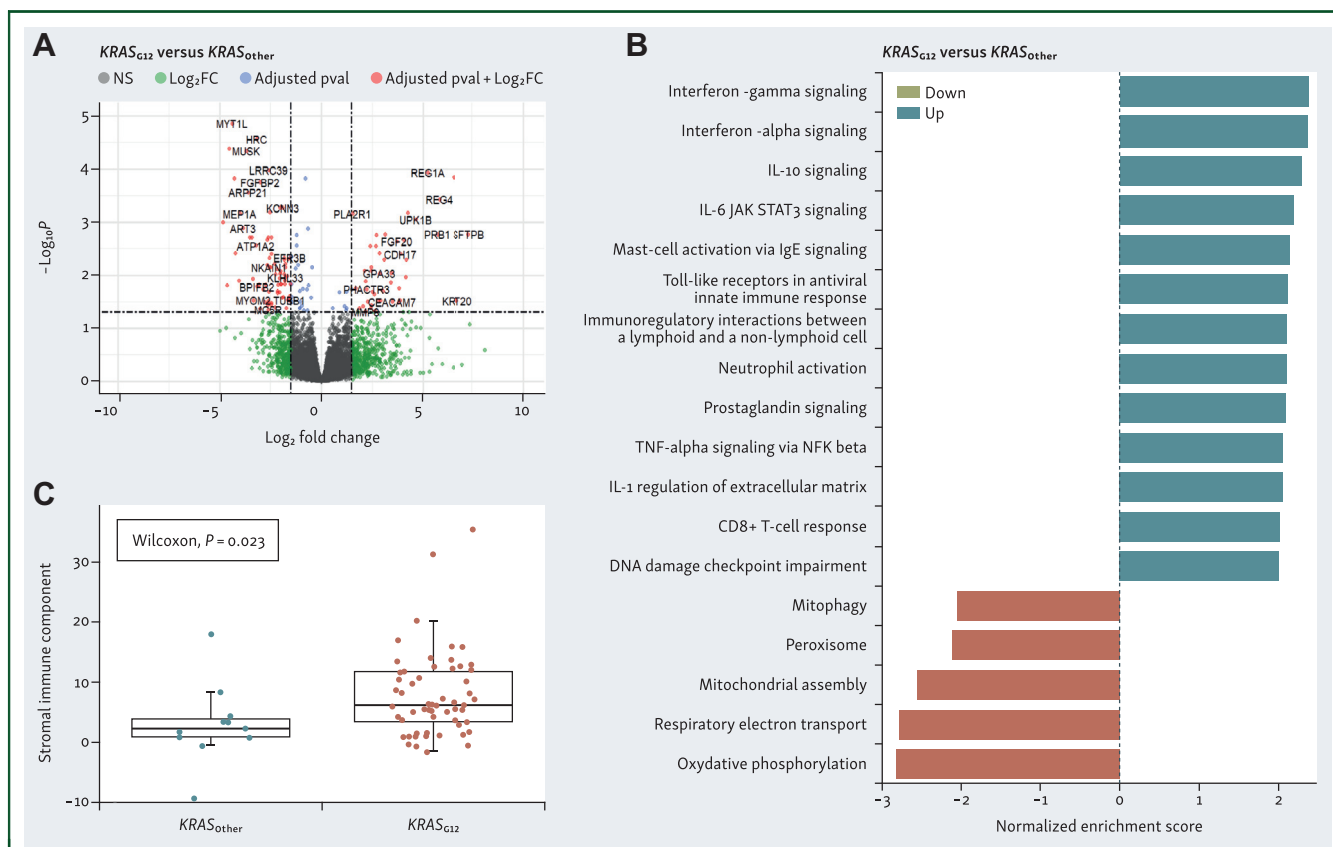 A
KRASG12 versus KRASOther
NS Log2FC Adjusted pval Adjusted pval + Log2FC
5
4
3
2
1
0
−Log10P
MYT1L
HRC
MUSK
LRRC39
FGFBP2
ARPP21
KCNN3
MEP1A
ART3
ATP1A2
EFR3B
NKAIN1
KLHL33
BPIFB2
MYOM2
TUBB1
MC5R
REG1A
REG4
PLA2R1
UPK1B
PRB1
SFTPB
FGF20
CDH17
GPA33
PHACTR3
CEACAM7
KRT20
−10 −5 0 5 10
Log2 fold change
B
KRASG12 versus KRASOther
Down
Up
Interferon -gamma signaling
Interferon -alpha signaling
IL-10 signaling
IL-6 JAK STAT3 signaling
Mast-cell activation via IgE signaling
Toll-like receptors in antiviral
innate immune response
Immunoregulatory interactions between
a lymphoid and a non-lymphoid cell
Neutrophil activation
Prostaglandin signaling
TNF-alpha signaling via NFK beta
IL-1 regulation of extracellular matrix
CD8+ T-cell response
DNA damage checkpoint impairment
Mitophagy
Peroxisome
Mitochondrial assembly
Respiratory electron transport
Oxydative phosphorylation
−3 −2 −1 0 1 2
Normalized enrichment score
C
Wilcoxon, P = 0.023
30
20
10
0
−10
Stromal immune component
KRASOther KRASG12